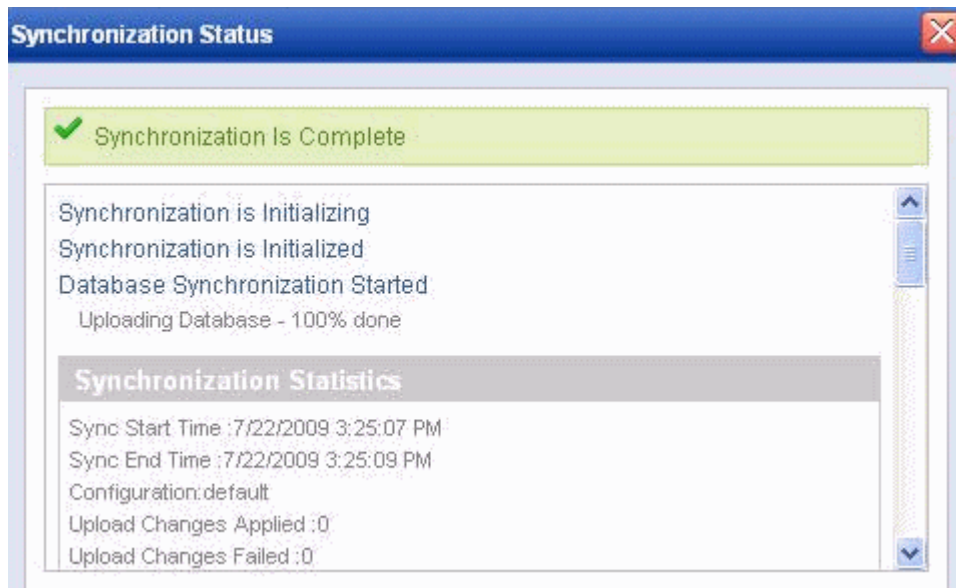 Synchronization Status
Synchronization Is Complete
Synchronization is Initializing
Synchronization is Initialized
Database Synchronization Started
Uploading Database - 100% done
Synchronization Statistics
Sync Start Time :7/22/2009 3:25:07 PM
Sync End Time :7/22/2009 3:25:09 PM
Configuration:default
Upload Changes Applied :0
Upload Changes Failed :0